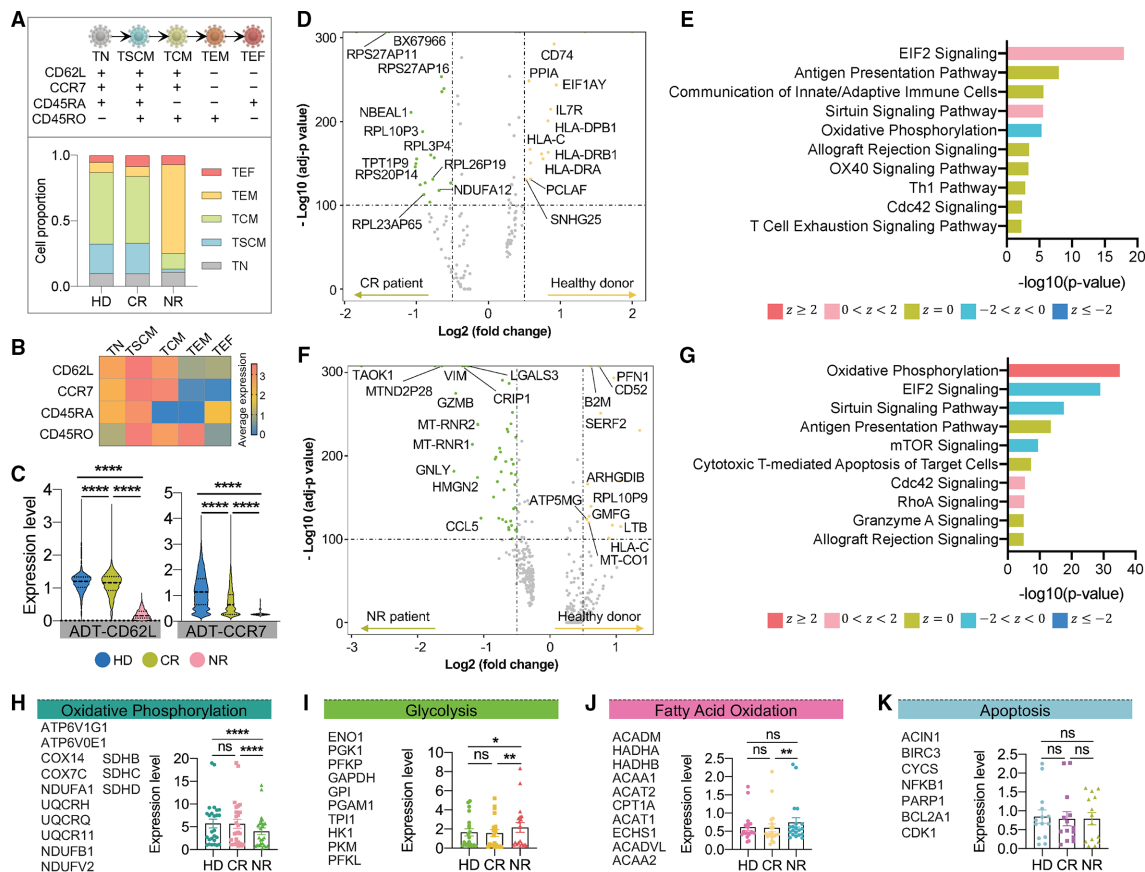 A
TN TSCM TCM TEM TEF
CD62L + + + − −
CCR7 + + + − −
CD45RA + + − − +
CD45RO − + + + −
Cell proportion
1.0
0.5
0.0
HD CR NR
TEF
TEM
TCM
TSCM
TN
B
TN TSCM TCM TEM TEF
CD62L
CCR7
CD45RA
CD45RO
Average expression
3
2
1
0
C
Expression level
4
3
2
1
0
**** **** ****
ADT-CD62L
5
4
3
2
1
0
**** **** ****
ADT-CCR7
HD CR NR
D
- Log10 (adj-p value)
300
200
100
0
BX67966
RPS27AP11
RPS27AP16
NBEAL1
RPL10P3
RPL3P4
TPT1P9
RPS20P14
RPL26P19
NDUFA12
RPL23AP65
CD74
PPIA
EIF1AY
IL7R
HLA-DPB1
HLA-C
HLA-DRB1
HLA-DRA
PCLAF
SNHG25
CR patient
Healthy donor
-2 -1 0 1 2
Log2 (fold change)
E
EIF2 Signaling
Antigen Presentation Pathway
Communication of Innate/Adaptive Immune Cells
Sirtuin Signaling Pathway
Oxidative Phosphorylation
Allograft Rejection Signaling
OX40 Signaling Pathway
Th1 Pathway
Cdc42 Signaling
T Cell Exhaustion Signaling Pathway
0 5 10 15 20
-log10(p-value)
z ≥ 2 0 < z < 2 z = 0 −2 < z < 0 z ≤ −2
F
- Log10 (adj-p value)
300
200
100
0
TAOK1
MTND2P28
VIM
LGALS3
CRIP1
GZMB
MT-RNR2
MT-RNR1
GNLY
HMGN2
CCL5
PFN1
CD52
B2M
SERF2
ARHGDIB
ATP5MG
RPL10P9
GMFG
LTB
HLA-C
MT-CO1
NR patient
Healthy donor
-3 -2 -1 0 1
Log2 (fold change)
G
Oxidative Phosphorylation
EIF2 Signaling
Sirtuin Signaling Pathway
Antigen Presentation Pathway
mTOR Signaling
Cytotoxic T-mediated Apoptosis of Target Cells
Cdc42 Signaling
RhoA Signaling
Granzyme A Signaling
Allograft Rejection Signaling
0 10 20 30 40
-log10(p-value)
z ≥ 2 0 < z < 2 z = 0 −2 < z < 0 z ≤ −2
H
Oxidative Phosphorylation
ATP6V1G1
ATP6V0E1
COX14 SDHB
COX7C SDHC
NDUFA1 SDHD
UQCRH
UQCRQ
UQCR11
NDUFB1
NDUFV2
Expression level
20
15
10
5
0
****
ns ****
HD CR NR
I
Glycolysis
ENO1
PGK1
PFKP
GAPDH
GPI
PGAM1
TPI1
HK1
PKM
PFKL
Expression level
10
8
6
4
2
0
*
ns **
HD CR NR
J
Fatty Acid Oxidation
ACADM
HADHA
HADHB
ACAA1
ACAT2
CPT1A
ACAT1
ECHS1
ACADVL
ACAA2
Expression level
2.5
2.0
1.5
1.0
0.5
0.0
ns
ns **
HD CR NR
K
Apoptosis
ACIN1
BIRC3
CYCS
NFKB1
PARP1
BCL2A1
CDK1
Expression level
2.5
2.0
1.5
1.0
0.5
0.0
ns
ns ns
HD CR NR